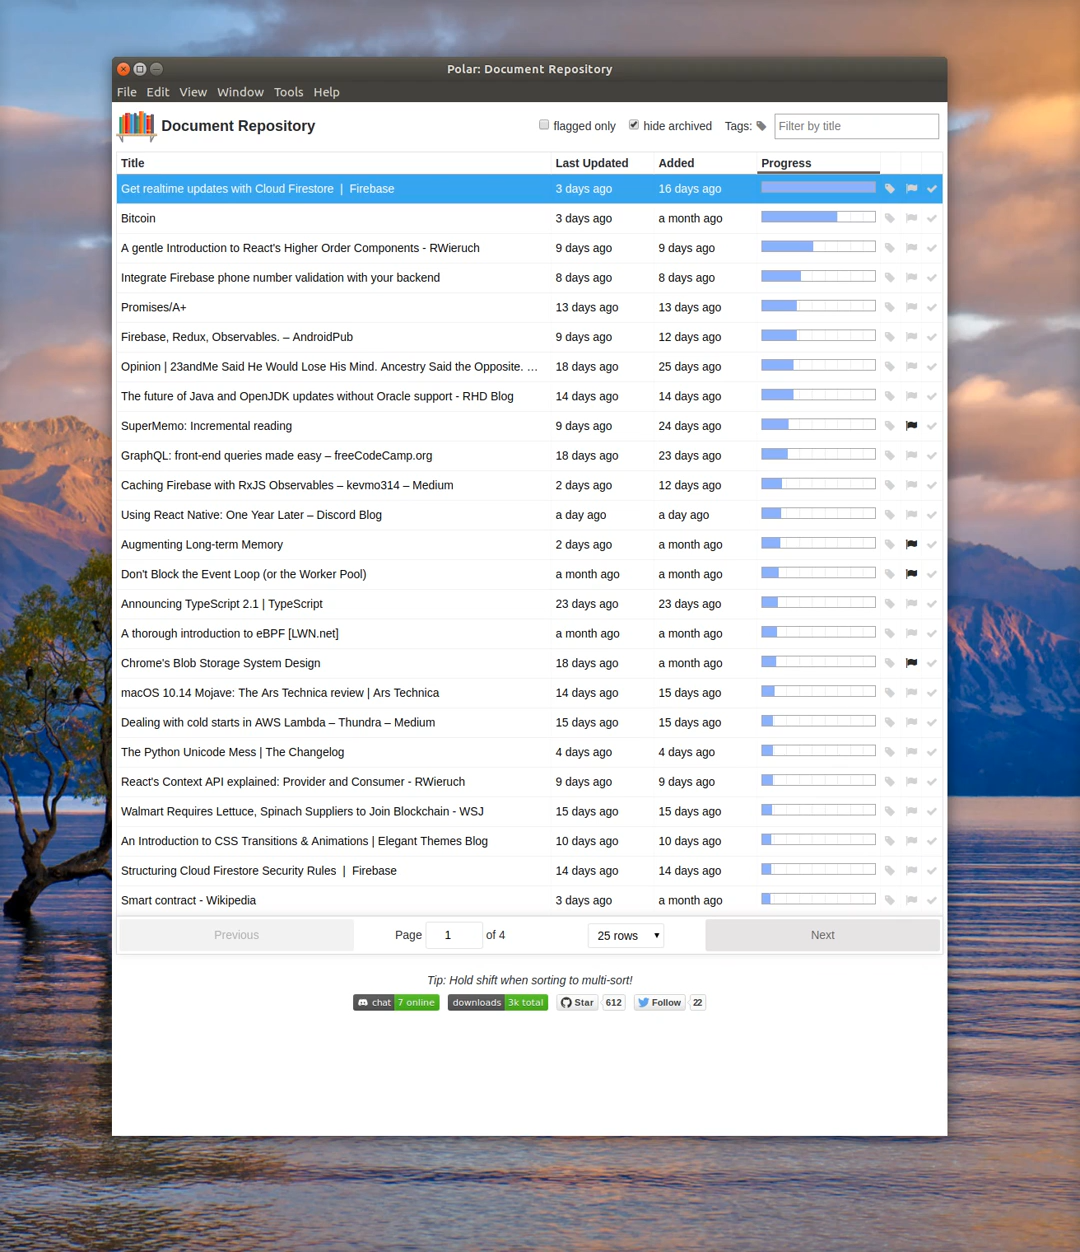 Polar: Document Repository
File Edit View Window Tools Help
Document Repository flagged only hide archived Tags: Filter by title
Title Last Updated Added Progress
Get realtime updates with Cloud Firestore | Firebase 3 days ago 16 days ago
Bitcoin 3 days ago a month ago
A gentle Introduction to React's Higher Order Components - RWieruch 9 days ago 9 days ago
Integrate Firebase phone number validation with your backend 8 days ago 8 days ago
Promises/A+ 13 days ago 13 days ago
Firebase, Redux, Observables. – AndroidPub 9 days ago 12 days ago
Opinion | 23andMe Said He Would Lose His Mind. Ancestry Said the Opposite. … 18 days ago 25 days ago
The future of Java and OpenJDK updates without Oracle support - RHD Blog 14 days ago 14 days ago
SuperMemo: Incremental reading 9 days ago 24 days ago
GraphQL: front-end queries made easy – freeCodeCamp.org 18 days ago 23 days ago
Caching Firebase with RxJS Observables – kevmo314 – Medium 2 days ago 12 days ago
Using React Native: One Year Later – Discord Blog a day ago a day ago
Augmenting Long-term Memory 2 days ago a month ago
Don't Block the Event Loop (or the Worker Pool) a month ago a month ago
Announcing TypeScript 2.1 | TypeScript 23 days ago 23 days ago
A thorough introduction to eBPF [LWN.net] a month ago a month ago
Chrome's Blob Storage System Design 18 days ago a month ago
macOS 10.14 Mojave: The Ars Technica review | Ars Technica 14 days ago 15 days ago
Dealing with cold starts in AWS Lambda – Thundra – Medium 15 days ago 15 days ago
The Python Unicode Mess | The Changelog 4 days ago 4 days ago
React's Context API explained: Provider and Consumer - RWieruch 9 days ago 9 days ago
Walmart Requires Lettuce, Spinach Suppliers to Join Blockchain - WSJ 15 days ago 15 days ago
An Introduction to CSS Transitions & Animations | Elegant Themes Blog 10 days ago 10 days ago
Structuring Cloud Firestore Security Rules | Firebase 14 days ago 14 days ago
Smart contract - Wikipedia 3 days ago a month ago
Previous Page 1 of 4 25 rows Next
Tip: Hold shift when sorting to multi-sort!
chat 7 online downloads 3k total Star 612 Follow 22